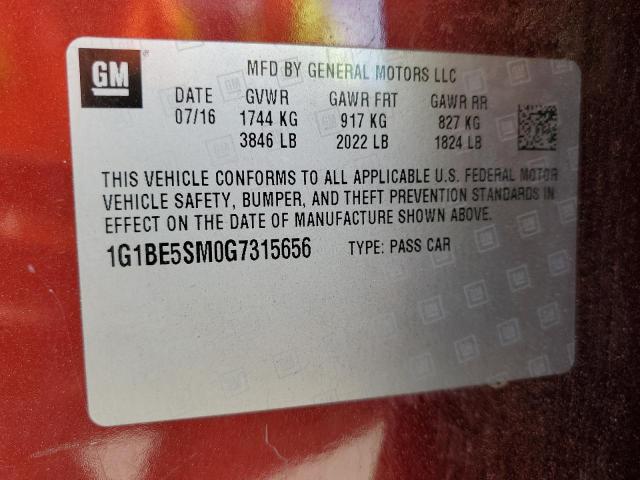 GM
MFD BY GENERAL MOTORS LLC
DATE GVWR GAWR FRT GAWR RR
07/16 1744 KG 917 KG 827 KG
3846 LB 2022 LB 1824 LB
THIS VEHICLE CONFORMS TO ALL APPLICABLE U.S. FEDERAL MOTOR
VEHICLE SAFETY, BUMPER, AND THEFT PREVENTION STANDARDS IN
EFFECT ON THE DATE OF MANUFACTURE SHOWN ABOVE.
1G1BE5SM0G7315656 TYPE: PASS CAR